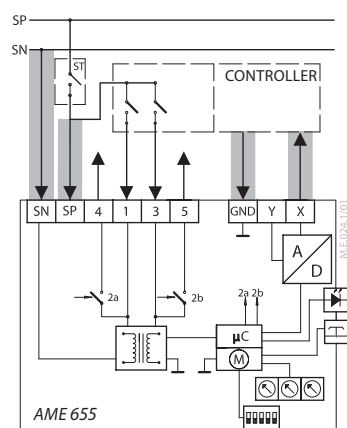 SP
SN
ST
CONTROLLER
SN SP 4 1 3 5 GND Y X
M.E.024.1/01
A
D
2a 2b 2a 2b
µC
M
AME 655